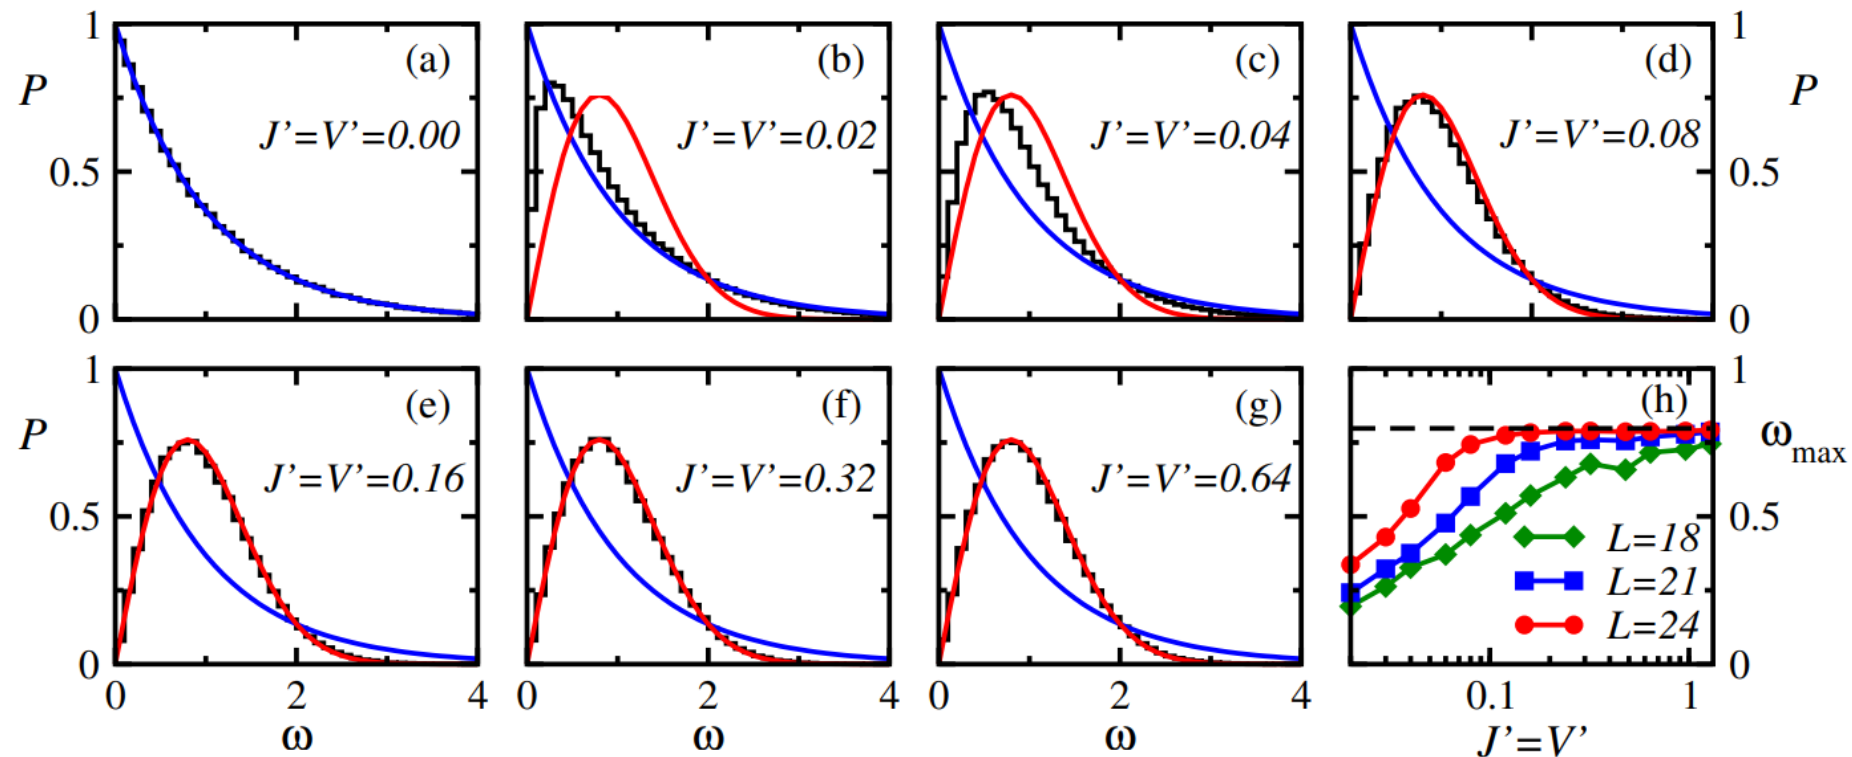 1
P
0.5
0
(a)
J’=V’=0.00
(b)
J’=V’=0.02
(c)
J’=V’=0.04
(d)
J’=V’=0.08
1
P
0.5
0
1
P
0.5
0
(e)
J’=V’=0.16
(f)
J’=V’=0.32
(g)
J’=V’=0.64
(h)
L=18
L=21
L=24
1
ωmax
0.5
0
0 2 4
0 2 4
0 2 4
0.1 1
ω
ω
ω
J’=V’